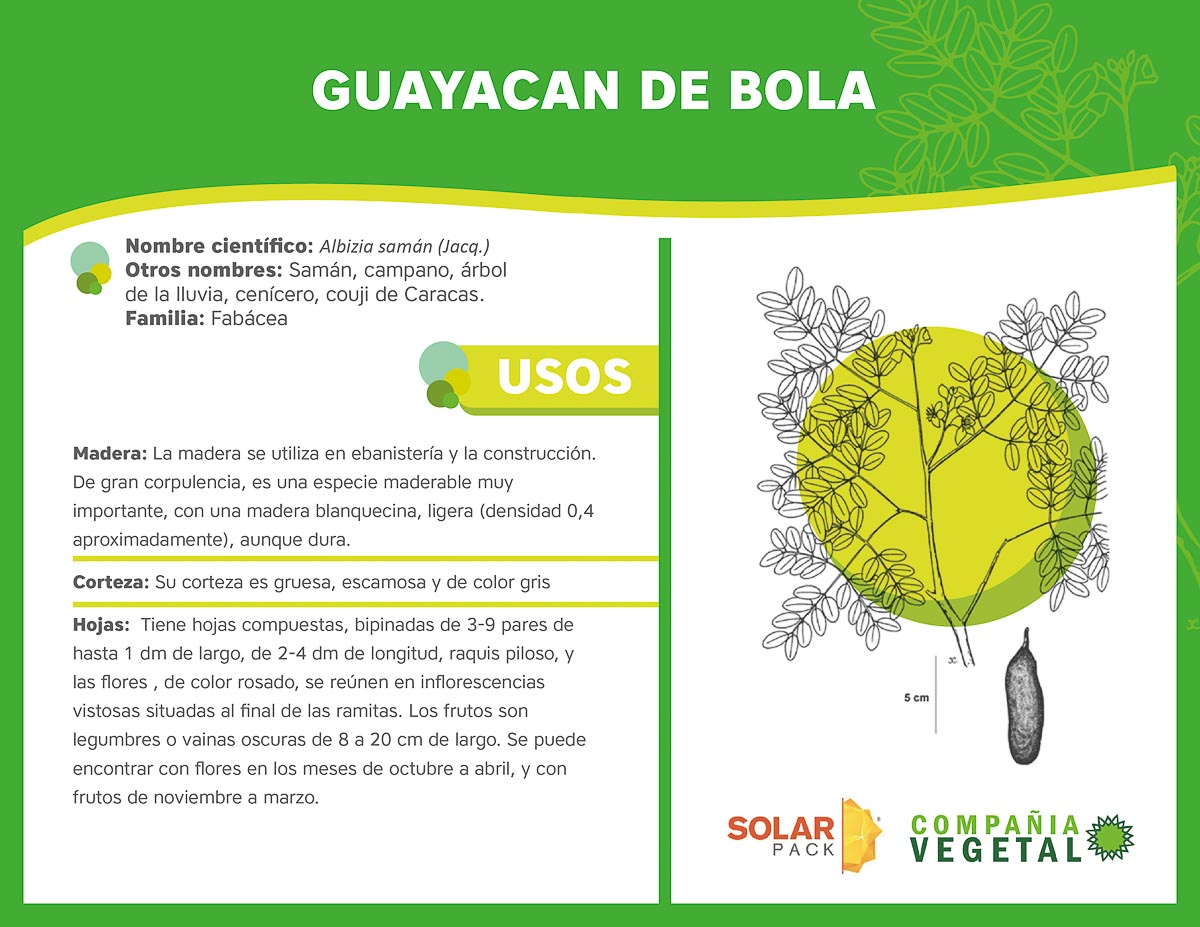 GUAYACAN DE BOLA
Nombre científico: Albizia samán (Jacq.)
Otros nombres: Samán, campano, árbol
de la lluvia, cenícero, couji de Caracas.
Familia: Fabácea
USOS
Madera: La madera se utiliza en ebanistería y la construcción.
De gran corpulencia, es una especie maderable muy
importante, con una madera blanquecina, ligera (densidad 0,4
aproximadamente), aunque dura.
Corteza: Su corteza es gruesa, escamosa y de color gris
Hojas: Tiene hojas compuestas, bipinadas de 3-9 pares de
hasta 1 dm de largo, de 2-4 dm de longitud, raquis piloso, y
las flores , de color rosado, se reúnen en inflorescencias
vistosas situadas al final de las ramitas. Los frutos son
legumbres o vainas oscuras de 8 a 20 cm de largo. Se puede
encontrar con flores en los meses de octubre a abril, y con
frutos de noviembre a marzo.
5 cm
SOLAR
PACK
COMPAÑIA
VEGETAL